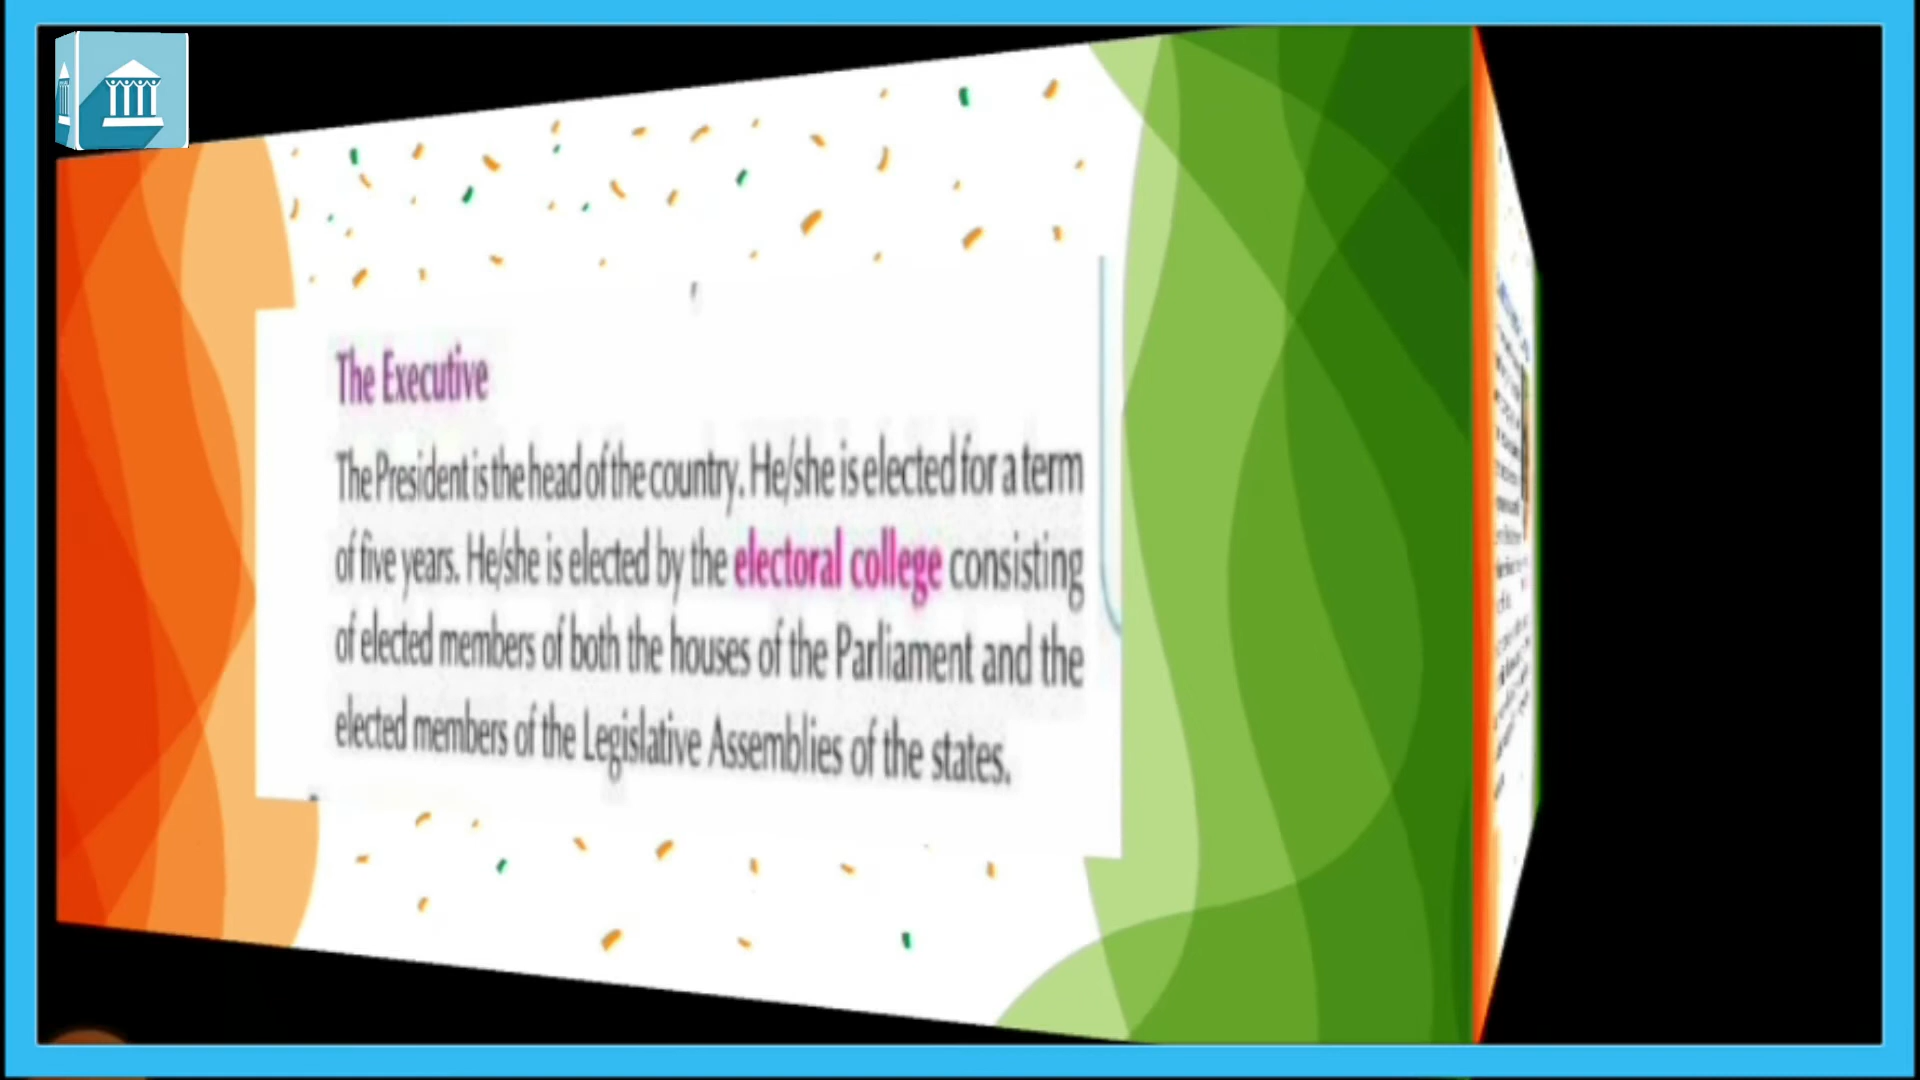 The Executive
The President is the head of the country. He/she is elected for a term
of five years. He/she is elected by the electoral college consisting
of elected members of both the houses of the Parliament and the
elected members of the Legislative Assemblies of the states.